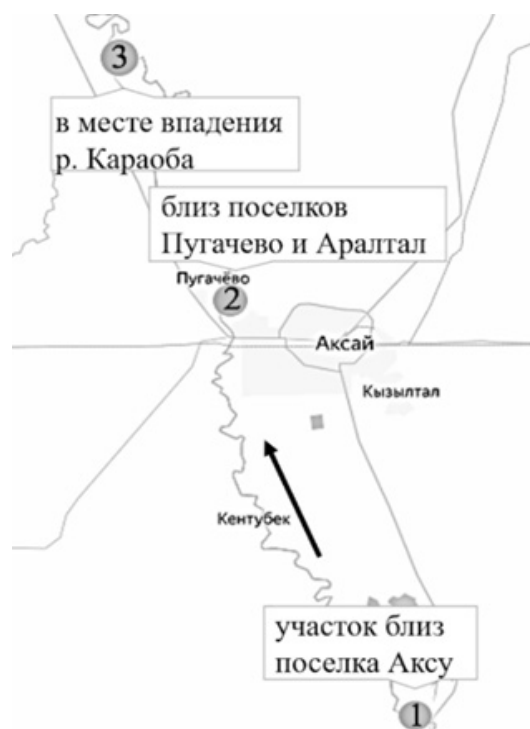 3
в месте впадения
р. Караоба
близ поселков
Пугачево и Аралтал
Пугачёво
2
Аксай
Кызылтал
Кентубек
участок близ
поселка Аксу
1